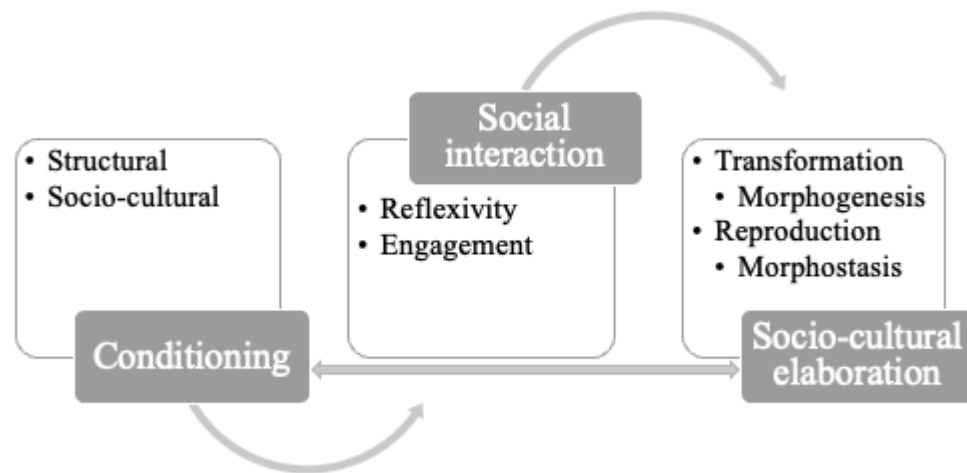 • Structural
• Socio-cultural
Conditioning
Social
interaction
• Reflexivity
• Engagement
• Transformation
• Morphogenesis
• Reproduction
• Morphostasis
Socio-cultural
elaboration